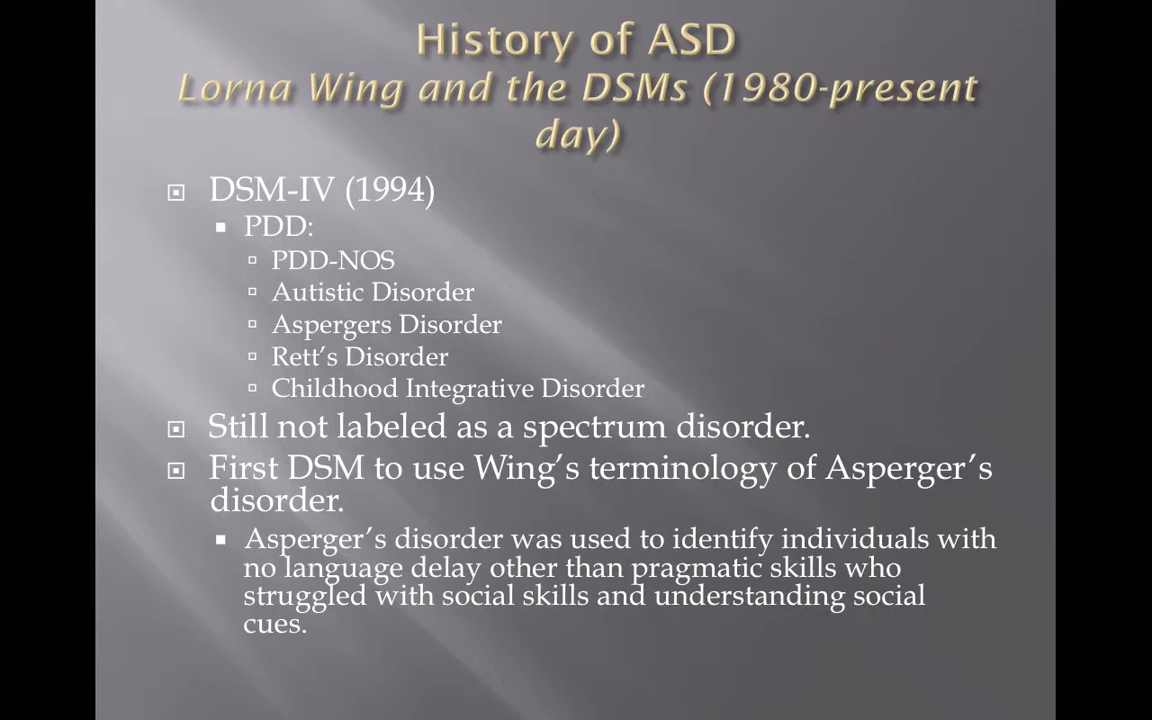 History of ASD
Lorna Wing and the DSMs (1980-present
day)
DSM-IV (1994)
PDD:
PDD-NOS
Autistic Disorder
Aspergers Disorder
Rett's Disorder
Childhood Integrative Disorder
Still not labeled as a spectrum disorder.
First DSM to use Wing's terminology of Asperger's
disorder.
Asperger's disorder was used to identify individuals with
no language delay other than pragmatic skills who
struggled with social skills and understanding social
cues.